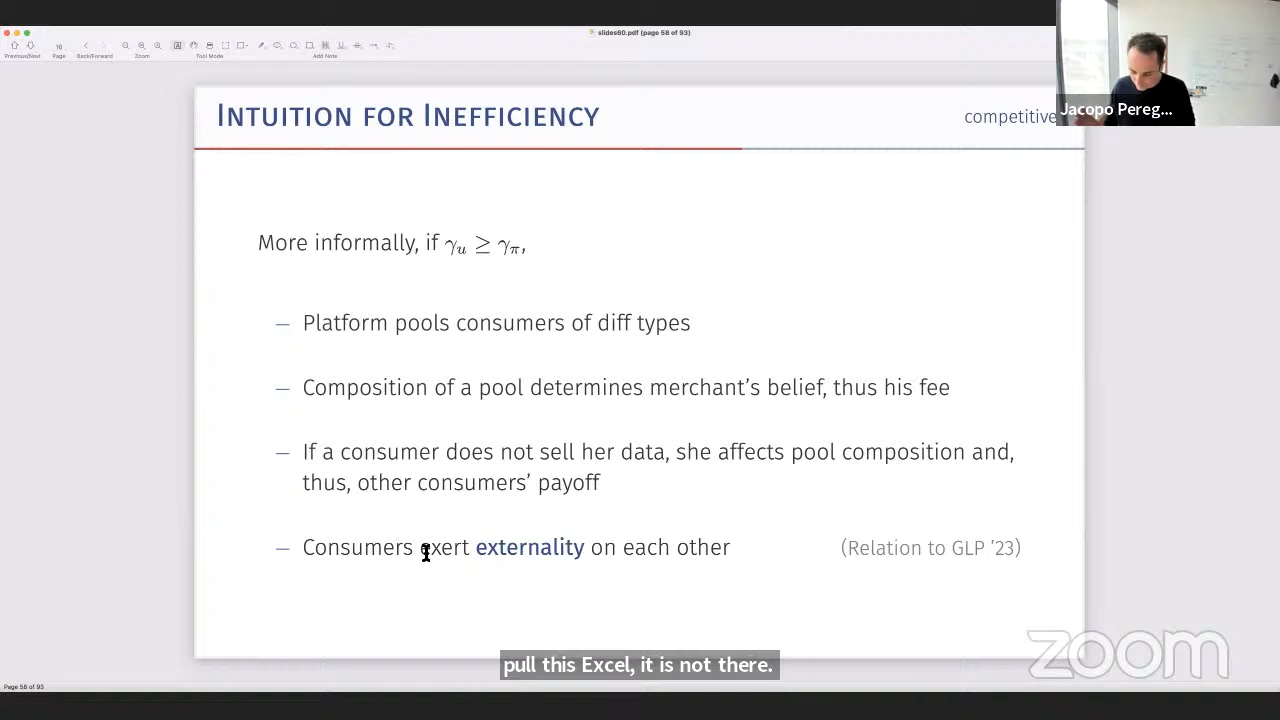 slides60.pdf (page 58 of 93)
16
Previous/Next
Page
Back/Forward
Zoom
Tool Mode
Add Note
INTUITION FOR INEFFICIENCY
competitive
Jacopo Pereg...
More informally, if γu ≥ γπ,
– Platform pools consumers of diff types
– Composition of a pool determines merchant's belief, thus his fee
– If a consumer does not sell her data, she affects pool composition and,
thus, other consumers' payoff
– Consumers exert externality on each other (Relation to GLP '23)
zoom
pull this Excel, it is not there.
Page 58 of 93